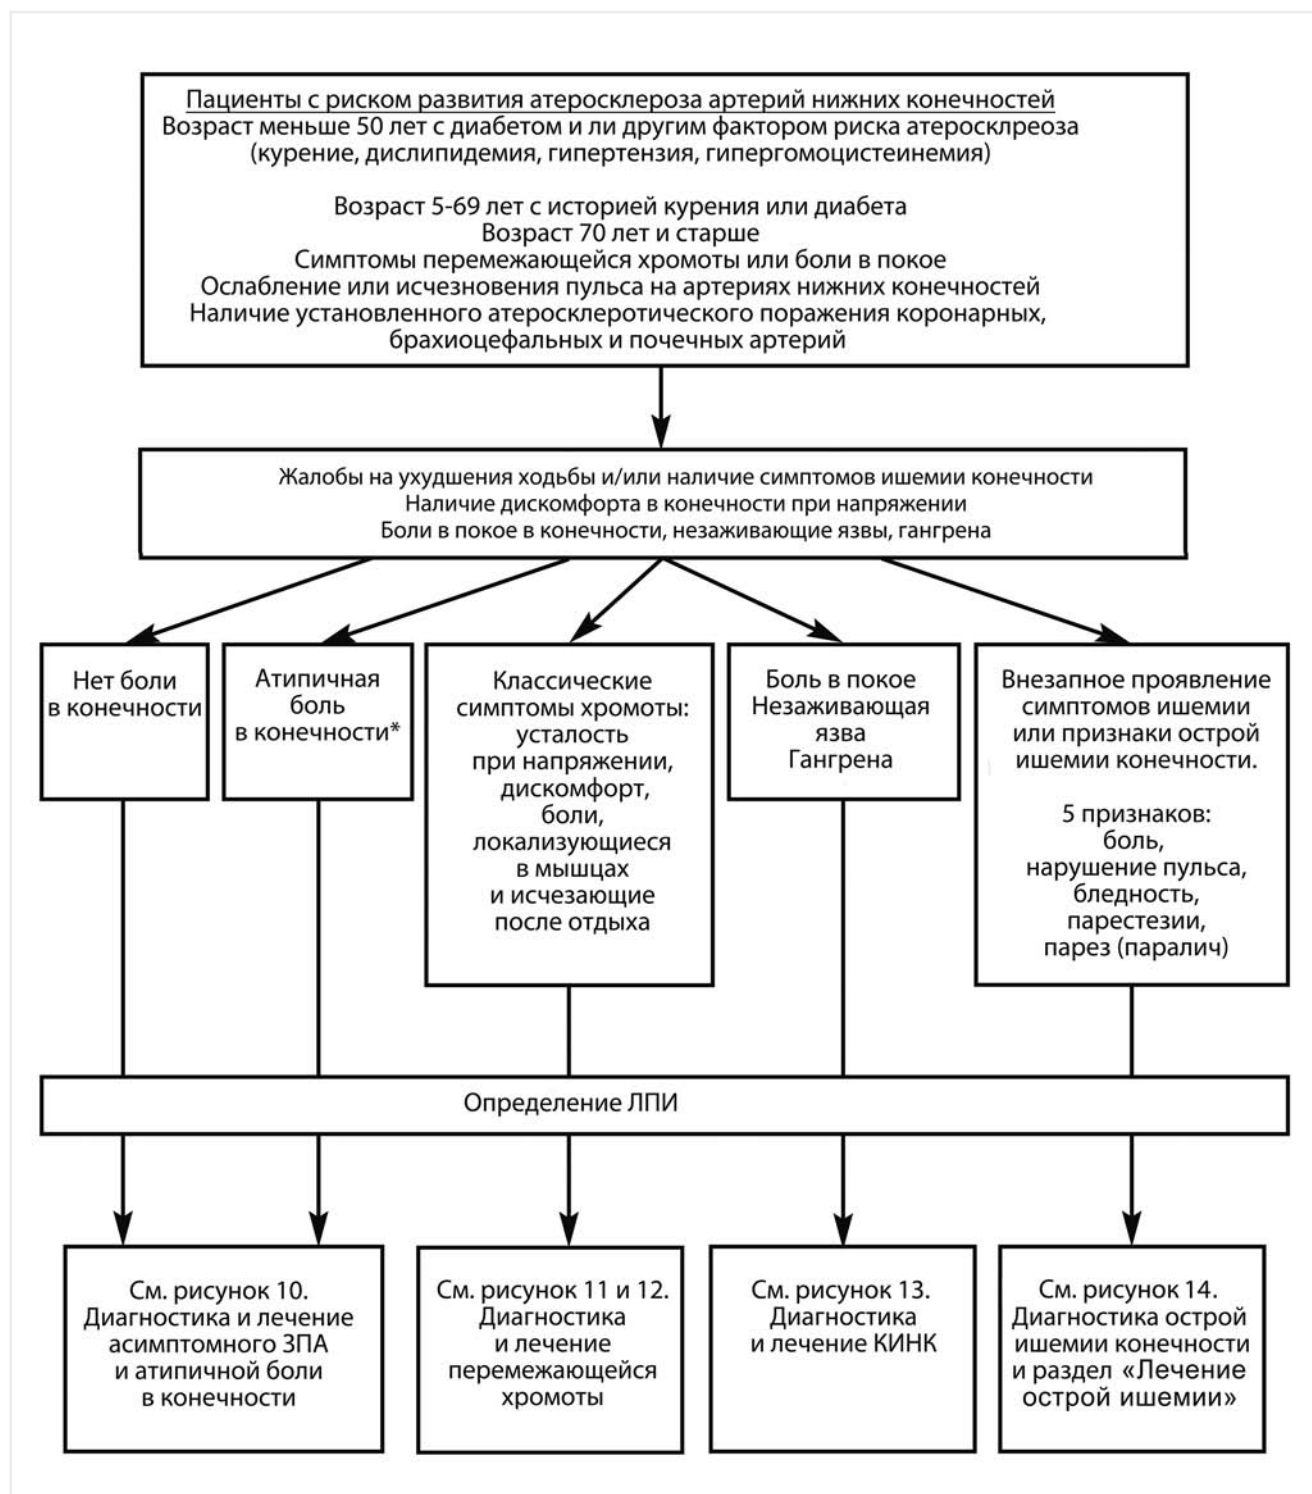 Пациенты с риском развития атеросклероза артерий нижних конечностей
Возраст меньше 50 лет с диабетом и ли другим фактором риска атеросклреоза
(курение, дислипидемия, гипертензия, гипергомоцистеинемия)
Возраст 5-69 лет с историей курения или диабета
Возраст 70 лет и старше
Симптомы перемежающейся хромоты или боли в покое
Ослабление или исчезновения пульса на артериях нижних конечностей
Наличие установленного атеросклеротического поражения коронарных,
брахиоцефальных и почечных артерий
Жалобы на ухудшения ходьбы и/или наличие симптомов ишемии конечности
Наличие дискомфорта в конечности при напряжении
Боли в покое в конечности, незаживающие язвы, гангрена
Нет боли
в конечности
Атипичная
боль
в конечности*
Классические
симптомы хромоты:
усталость
при напряжении,
дискомфорт,
боли,
локализующиеся
в мышцах
и исчезающие
после отдыха
Боль в покое
Незаживающая
язва
Гангрена
Внезапное проявление
симптомов ишемии
или признаки острой
ишемии конечности.
5 признаков:
боль,
нарушение пульса,
бледность,
парестезии,
парез (паралич)
Определение ЛПИ
См. рисунок 10.
Диагностика и лечение
асимптомного ЗПА
и атипичной боли
в конечности
См. рисунок 11 и 12.
Диагностика
и лечение
перемежающейся
хромоты
См. рисунок 13.
Диагностика
и лечение КИНК
См. рисунок 14.
Диагностика острой
ишемии конечности
и раздел «Лечение
острой ишемии»